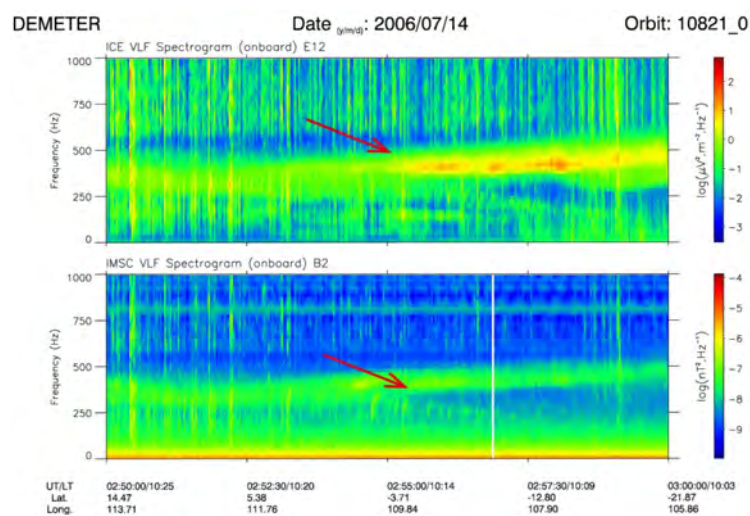 DEMETER Date (y/m/d): 2006/07/14 Orbit: 10821_0
ICE VLF Spectrogram (onboard) E12
1000
750
500
250
0
Frequency (Hz)
2
1
0
-1
-2
-3
log(μV².m⁻².Hz⁻¹)
IMSC VLF Spectrogram (onboard) B2
1000
750
500
250
0
Frequency (Hz)
-4
-5
-6
-7
-8
-9
log(nT².Hz⁻¹)
UT/LT 02:50:00/10:25 02:52:30/10:20 02:55:00/10:14 02:57:30/10:09 03:00:00/10:03
Lat. 14.47 5.38 -3.71 -12.80 -21.87
Long. 113.71 111.76 109.84 107.90 105.86